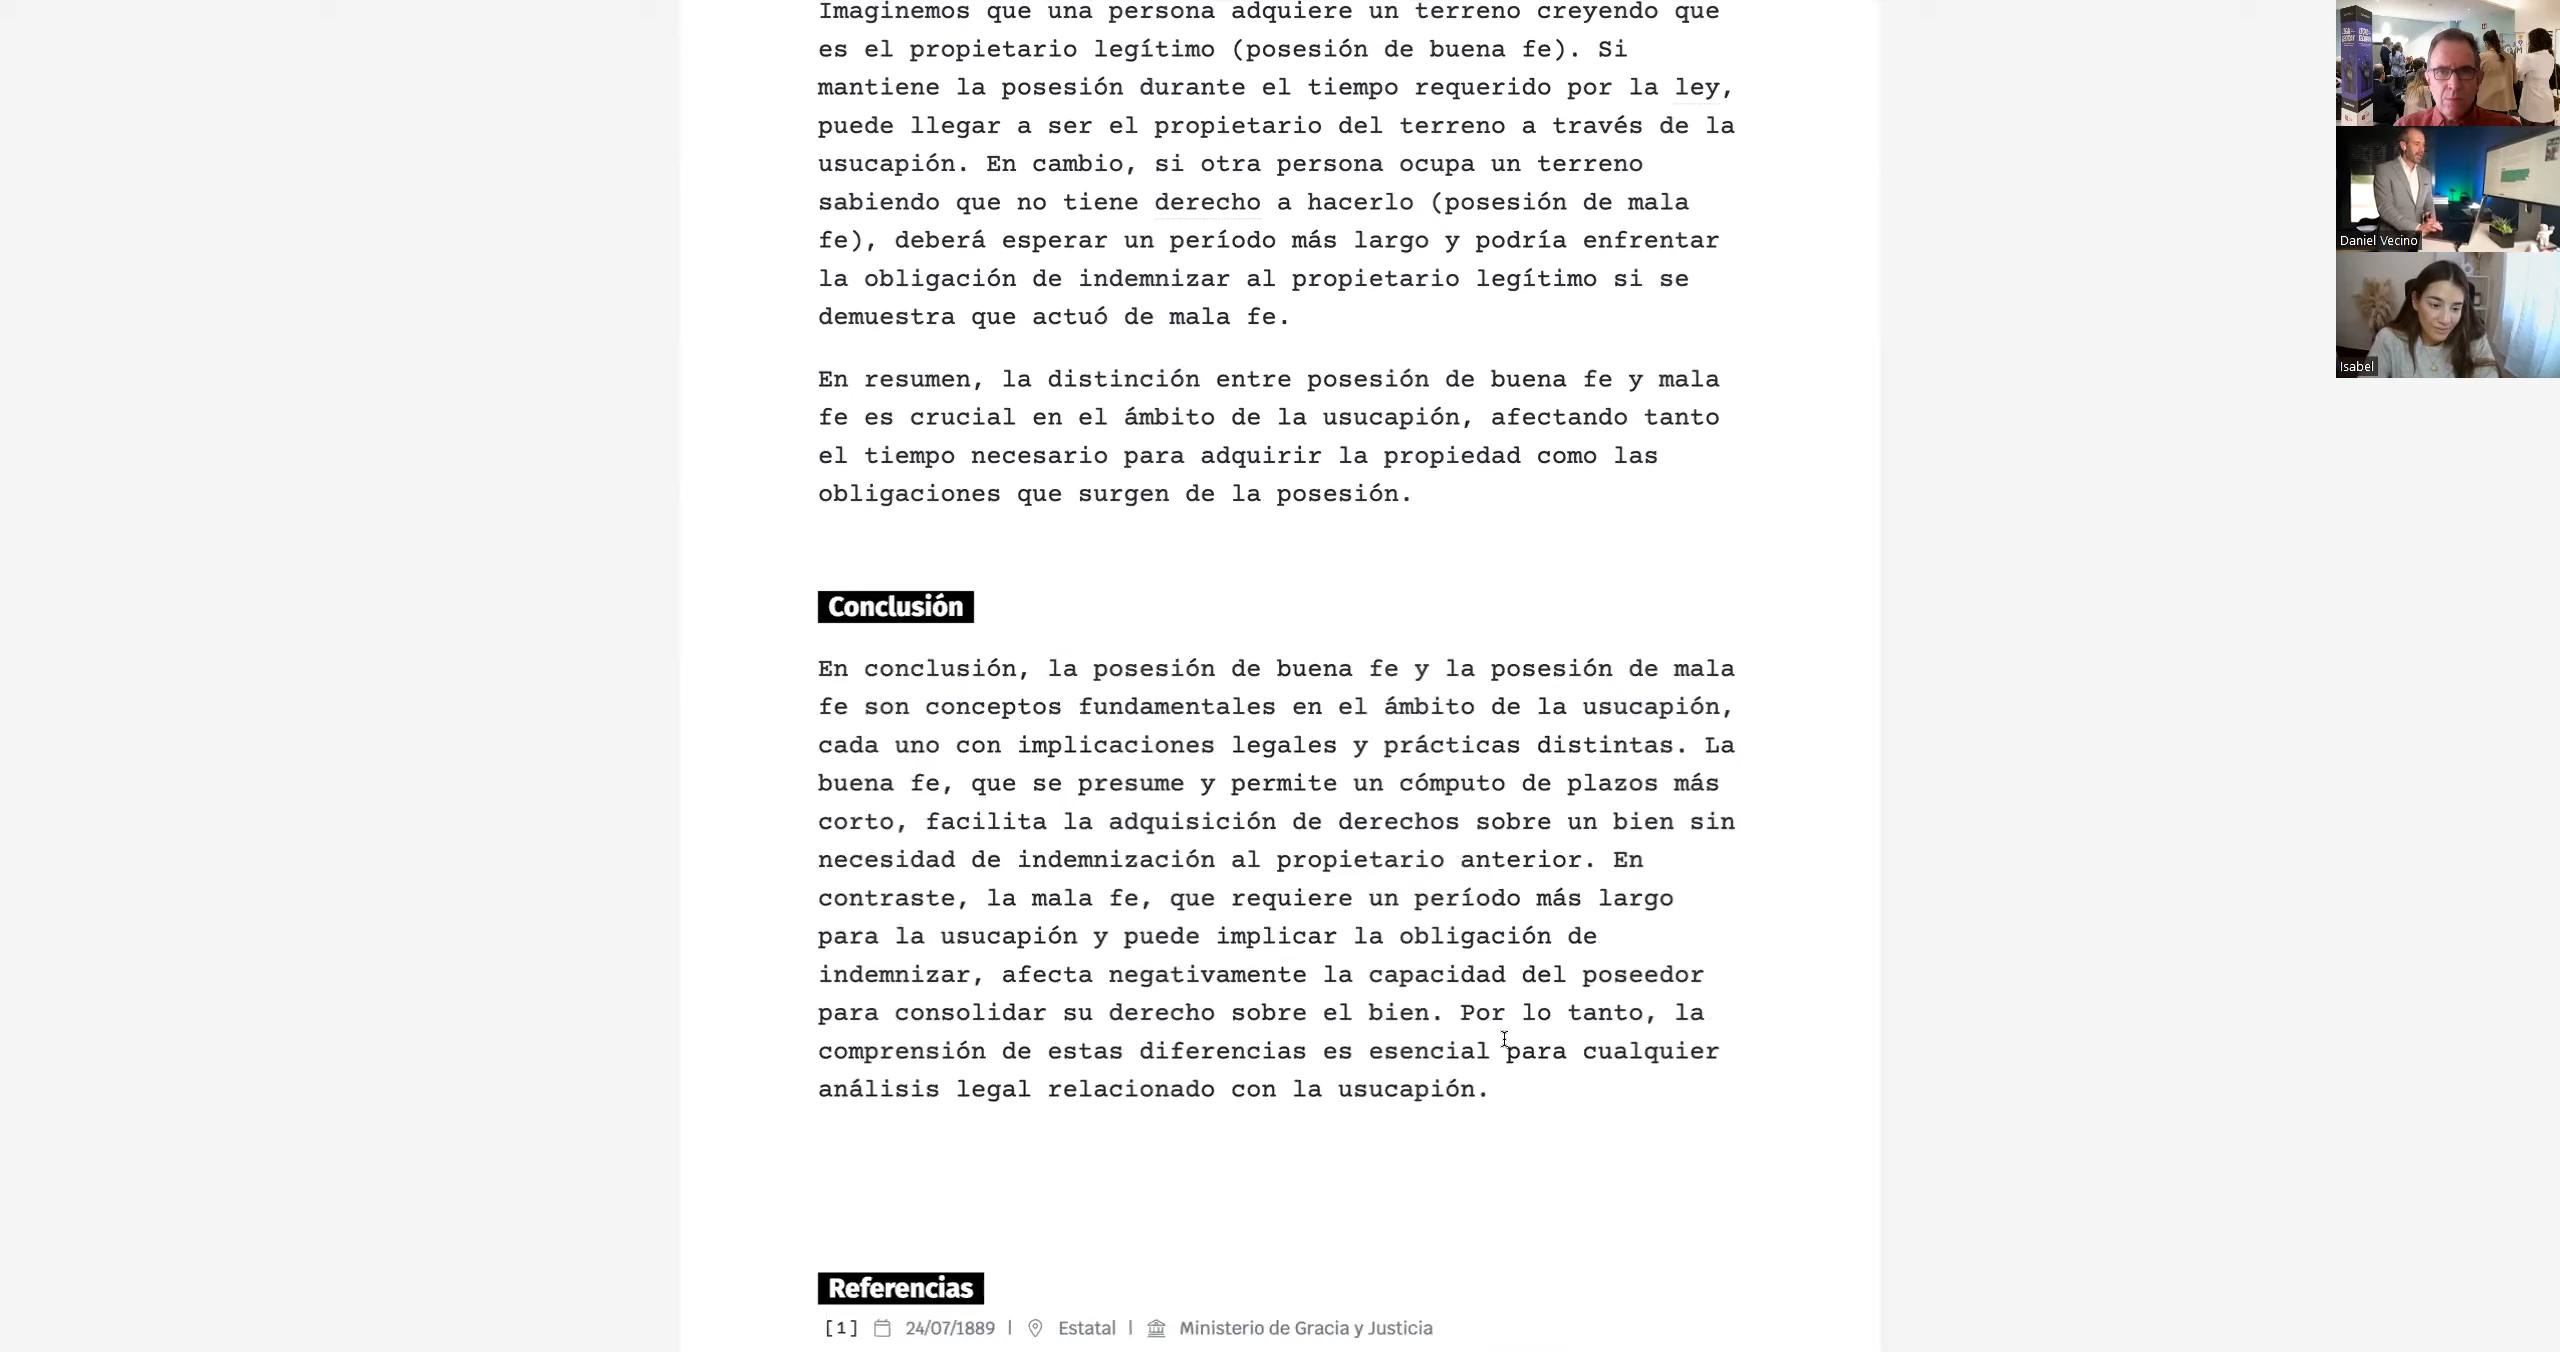 Imaginemos que una persona adquiere un terreno creyendo que
es el propietario legítimo (posesión de buena fe). Si
mantiene la posesión durante el tiempo requerido por la ley,
puede llegar a ser el propietario del terreno a través de la
usucapión. En cambio, si otra persona ocupa un terreno
sabiendo que no tiene derecho a hacerlo (posesión de mala
fe), deberá esperar un período más largo y podría enfrentar
la obligación de indemnizar al propietario legítimo si se
demuestra que actuó de mala fe.
En resumen, la distinción entre posesión de buena fe y mala
fe es crucial en el ámbito de la usucapión, afectando tanto
el tiempo necesario para adquirir la propiedad como las
obligaciones que surgen de la posesión.
Conclusión
En conclusión, la posesión de buena fe y la posesión de mala
fe son conceptos fundamentales en el ámbito de la usucapión,
cada uno con implicaciones legales y prácticas distintas. La
buena fe, que se presume y permite un cómputo de plazos más
corto, facilita la adquisición de derechos sobre un bien sin
necesidad de indemnización al propietario anterior. En
contraste, la mala fe, que requiere un período más largo
para la usucapión y puede implicar la obligación de
indemnizar, afecta negativamente la capacidad del poseedor
para consolidar su derecho sobre el bien. Por lo tanto, la
comprensión de estas diferencias es esencial para cualquier
análisis legal relacionado con la usucapión.
Referencias
[1] 24/07/1889 | Estatal | Ministerio de Gracia y Justicia
Daniel Vecino
Isabel